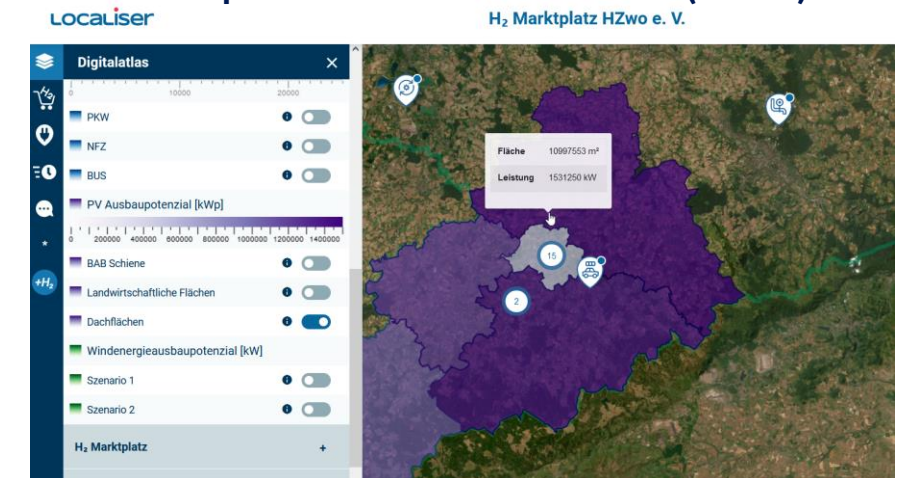 Localiser
H₂ Marktplatz HZwo e. V.
Digitalatlas
0 10000 20000
PKW
NFZ
BUS
PV Ausbaupotenzial [kWp]
0 200000 400000 600000 800000 1000000 1200000 1400000
BAB Schiene
Landwirtschaftliche Flächen
Dachflächen
Windenergieausbaupotenzial [kW]
Szenario 1
Szenario 2
H₂ Marktplatz +
+H₂
Fläche 10997553 m²
Leistung 1531250 kW
15
2